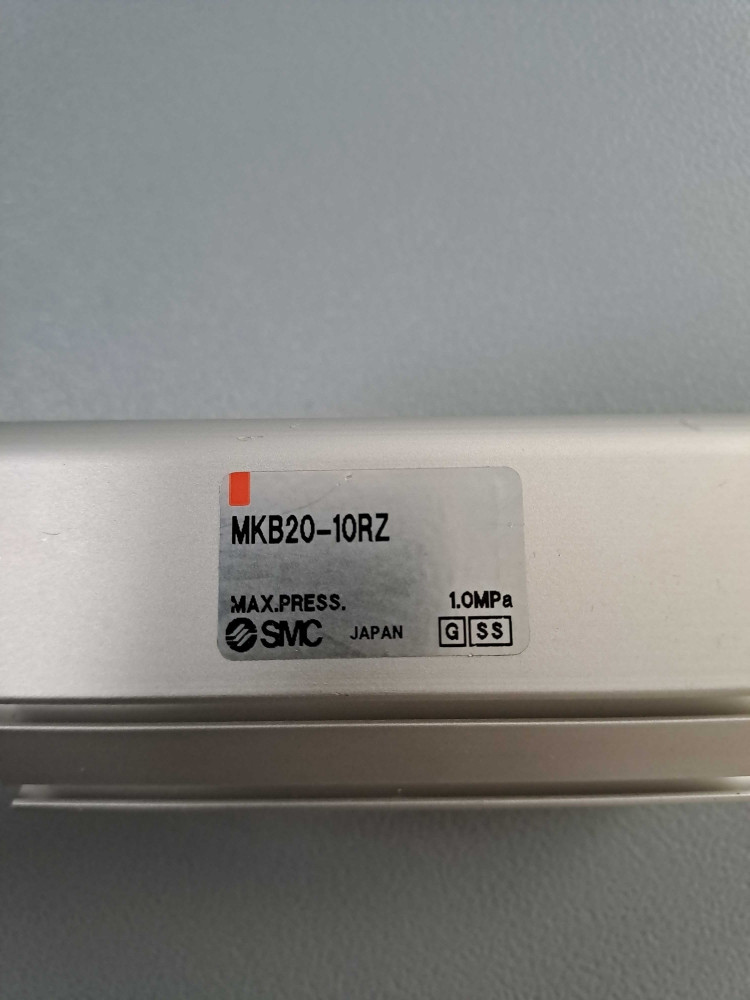 MKB20-10RZ
MAX.PRESS. 1.0MPa
SMC JAPAN G SS